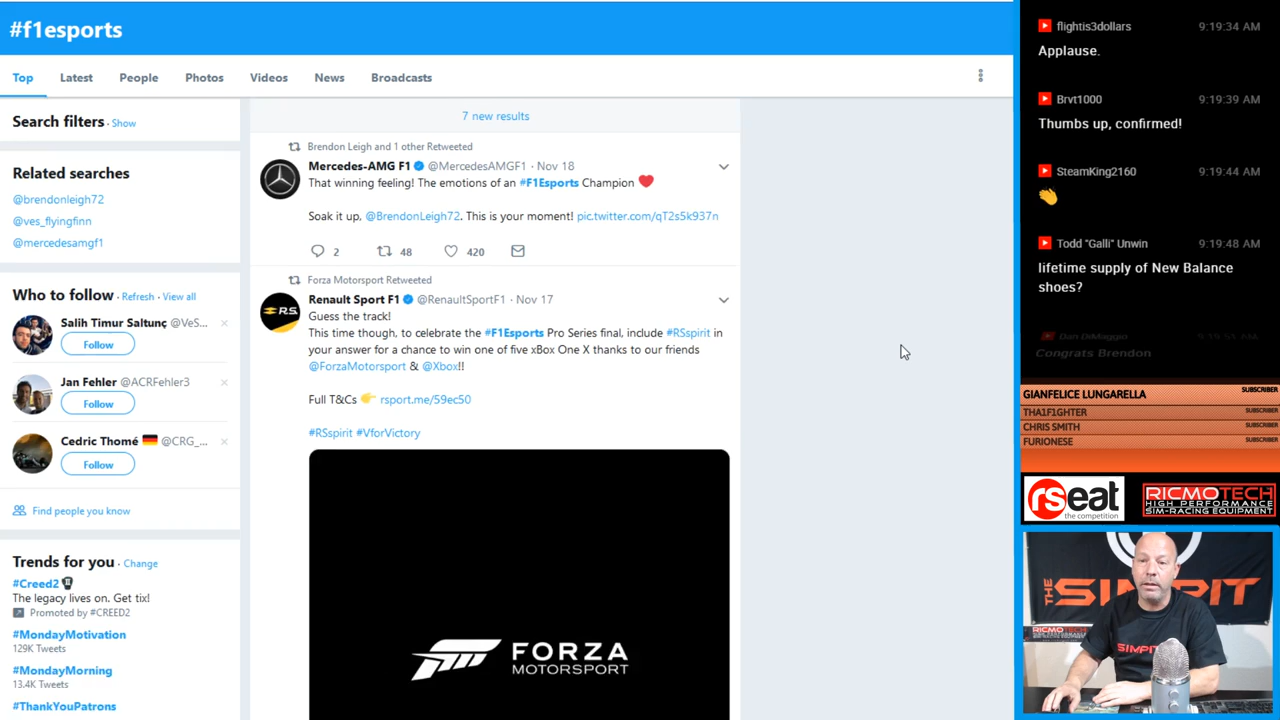 #f1esports
Top
Latest
People
Photos
Videos
News
Broadcasts
Search filters · Show
Related searches
@brendonleigh72
@ves_flyingfinn
@mercedesamgf1
Who to follow · Refresh · View all
Salih Timur Saltunç @VeS...
Follow
Jan Fehler @ACRFehler3
Follow
Cedric Thomé @CRG_...
Follow
Find people you know
Trends for you · Change
#Creed2
The legacy lives on. Get tix!
Promoted by #CREED2
#MondayMotivation
129K Tweets
#MondayMorning
13.4K Tweets
#ThankYouPatrons
7 new results
Brendon Leigh and 1 other Retweeted
Mercedes-AMG F1 @MercedesAMGF1 · Nov 18
That winning feeling! The emotions of an #F1Esports Champion
Soak it up, @BrendonLeigh72. This is your moment! pic.twitter.com/qT2s5k937n
2 48 420
Forza Motorsport Retweeted
R.S.
Renault Sport F1 @RenaultSportF1 · Nov 17
Guess the track!
This time though, to celebrate the #F1Esports Pro Series final, include #RSspirit in
your answer for a chance to win one of five xBox One X thanks to our friends
@ForzaMotorsport & @Xbox!!
Full T&Cs 👉 rsport.me/59ec50
#RSspirit #VforVictory
FORZA
MOTORSPORT
flightis3dollars 9:19:34 AM
Applause.
Brvt1000 9:19:39 AM
Thumbs up, confirmed!
SteamKing2160 9:19:44 AM
Todd "Galli" Unwin 9:19:48 AM
lifetime supply of New Balance
shoes?
Dan DiMaggio 9:19:55 AM
Congrats Brendon
GIANFELICE LUNGARELLA SUBSCRIBER
THA1F1GHTER SUBSCRIBER
CHRIS SMITH SUBSCRIBER
FURIONESE SUBSCRIBER
rseat
the competition
RICMOTECH
HIGH PERFORMANCE
SIM-RACING EQUIPMENT
THE SIMPIT
RICMOTECH
SIMPIT